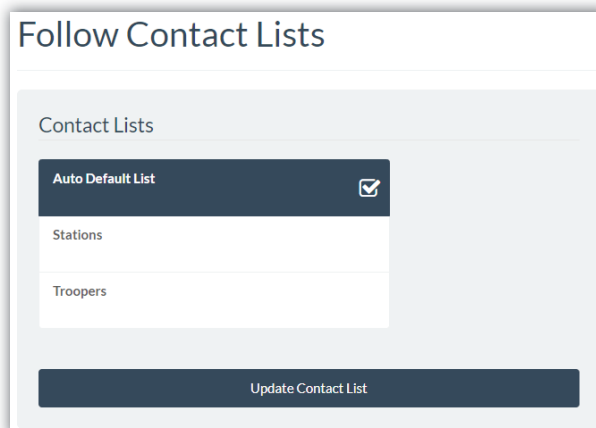 Follow Contact Lists
Contact Lists
Auto Default List
Stations
Troopers
Update Contact List